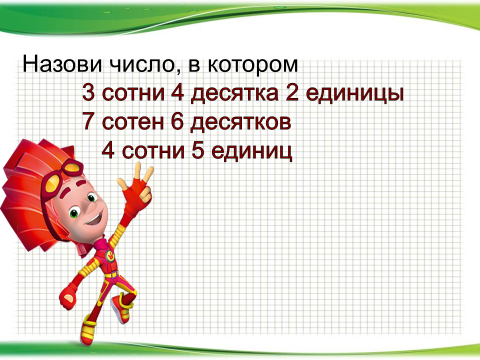 Назови число, в котором
3 сотни 4 десятка 2 единицы
7 сотен 6 десятков
4 сотни 5 единиц